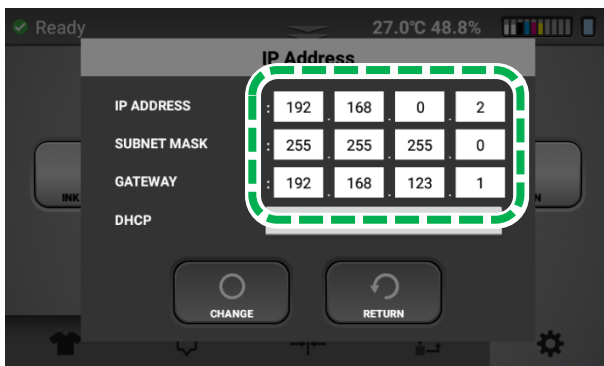 Ready 27.0℃ 48.8%
IP Address
IP ADDRESS : 192 . 168 . 0 . 2
SUBNET MASK : 255 . 255 . 255 . 0
GATEWAY : 192 . 168 . 123 . 1
DHCP
INK N
CHANGE RETURN